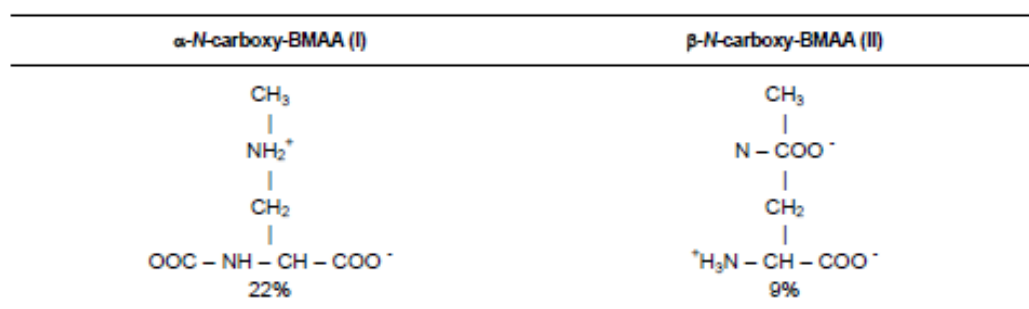 α-N-carboxy-BMAA (I) β-N-carboxy-BMAA (II)
CH₃ CH₃
| |
NH₂⁺ N – COO⁻
| |
CH₂ CH₂
| |
OOC – NH – CH – COO⁻ ⁺H₃N – CH – COO⁻
22% 9%